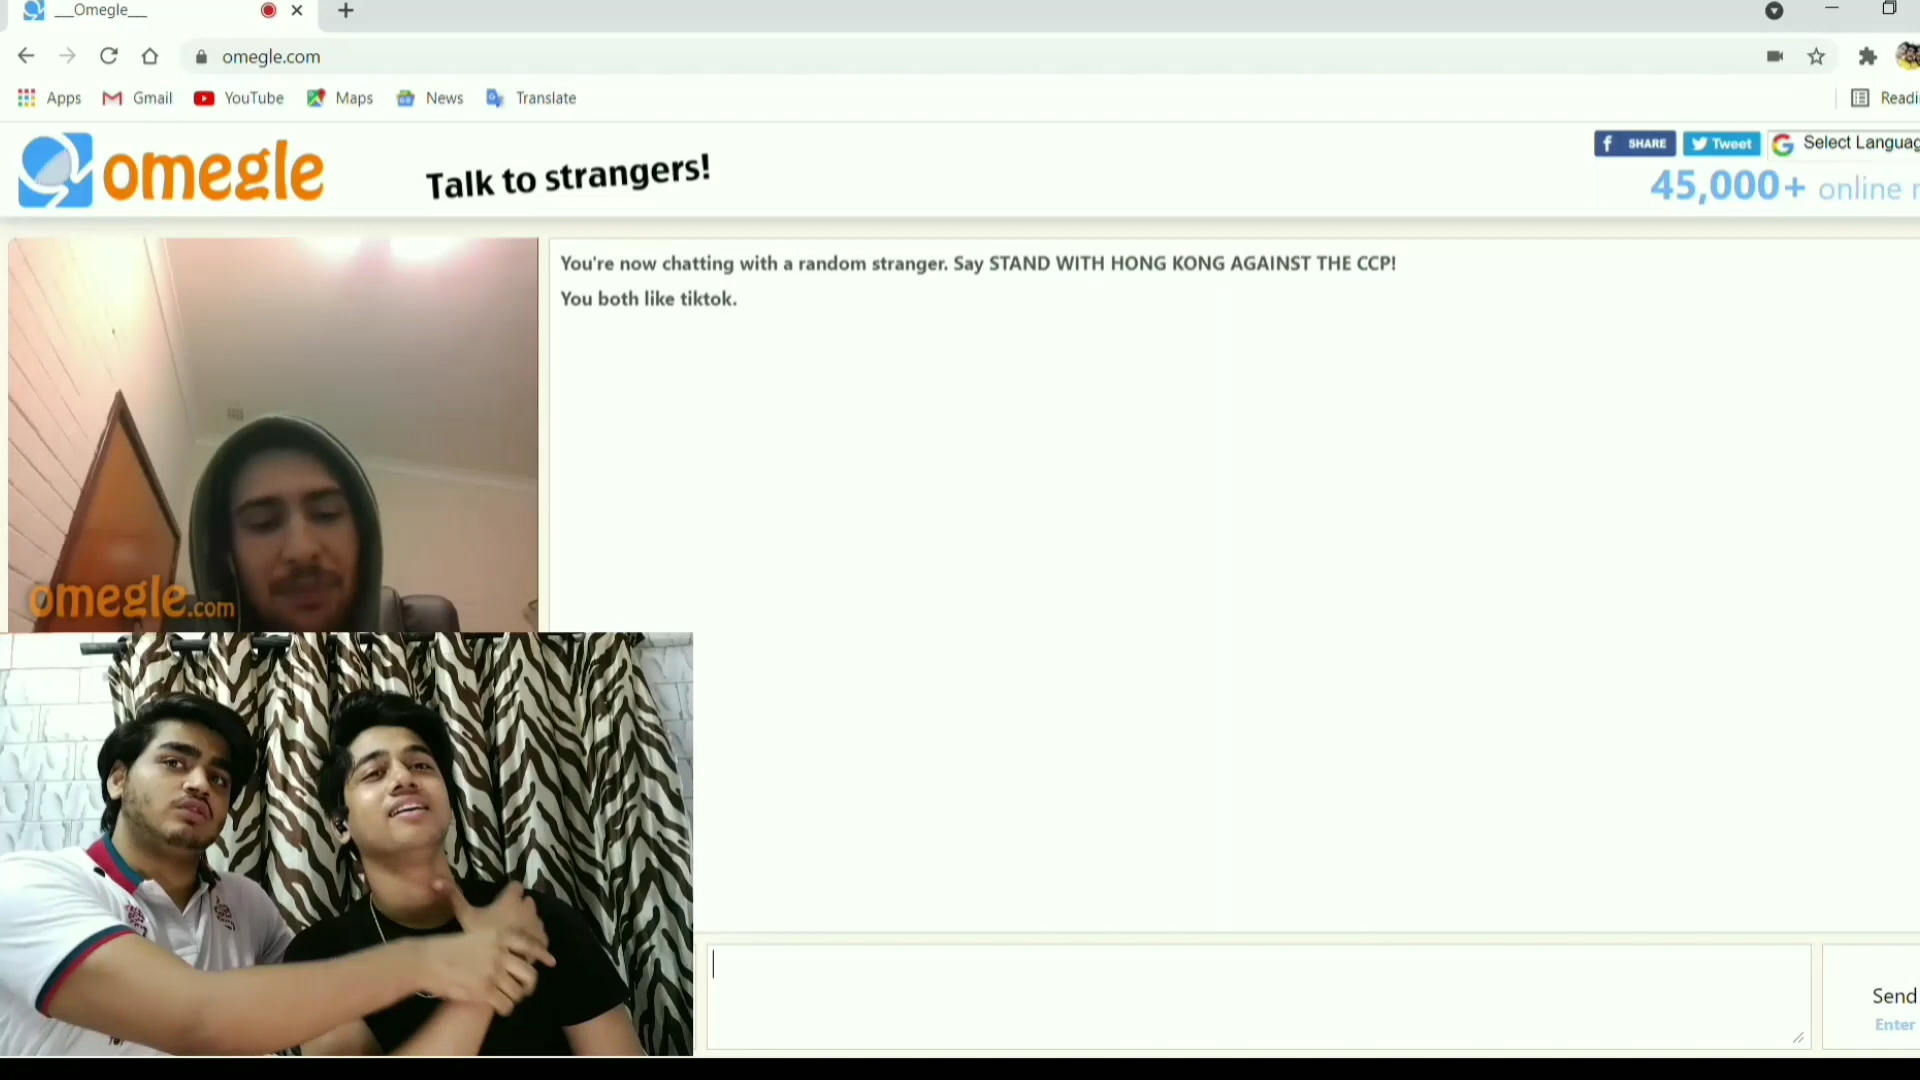 __Omegle__
omegle.com
Apps
Gmail
YouTube
Maps
News
Translate
Readi
omegle
Talk to strangers!
f SHARE
Tweet
G Select Languag
45,000+ online n
You're now chatting with a random stranger. Say STAND WITH HONG KONG AGAINST THE CCP!
You both like tiktok.
omegle.com
Send
Enter